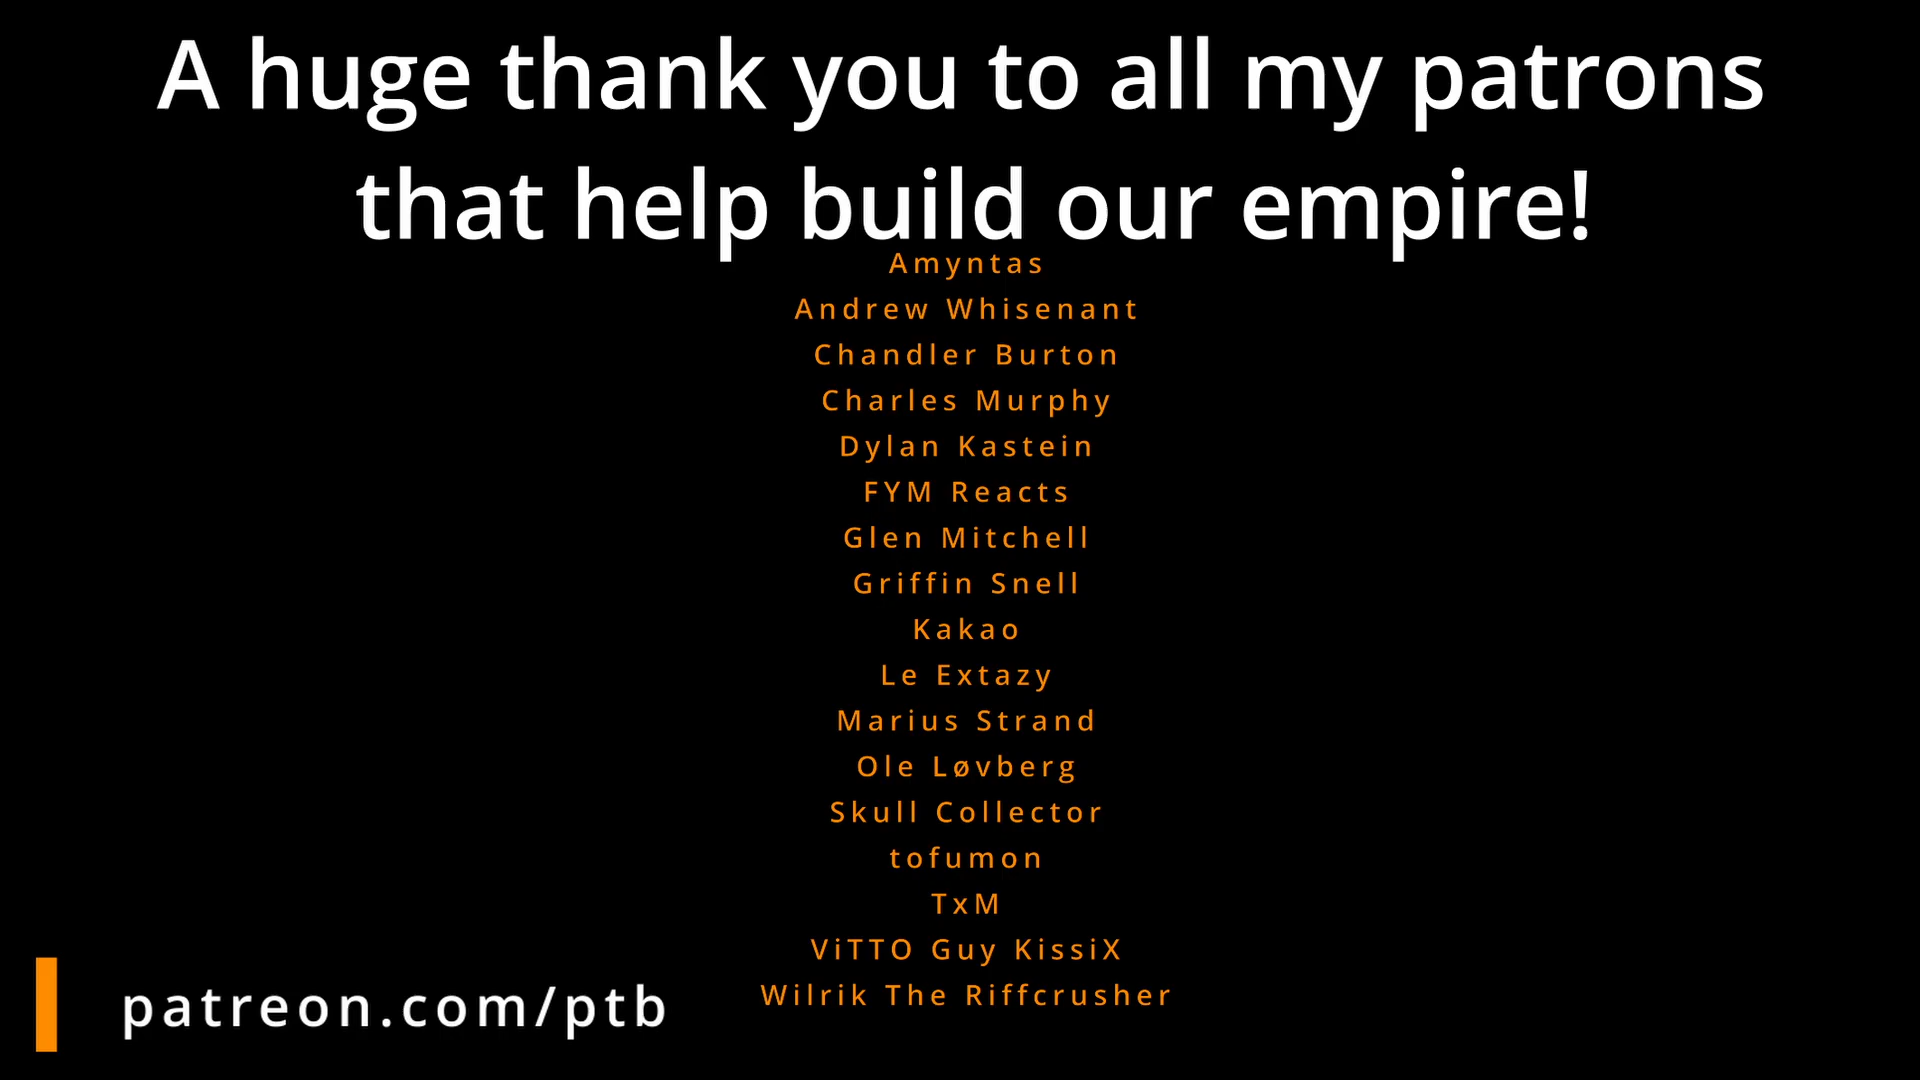 A huge thank you to all my patrons
that help build our empire!
Amyntas
Andrew Whisenant
Chandler Burton
Charles Murphy
Dylan Kastein
FYM Reacts
Glen Mitchell
Griffin Snell
Kakao
Le Extazy
Marius Strand
Ole Løvberg
Skull Collector
tofumon
TxM
ViTTO Guy KissiX
Wilrik The Riffcrusher
patreon.com/ptb